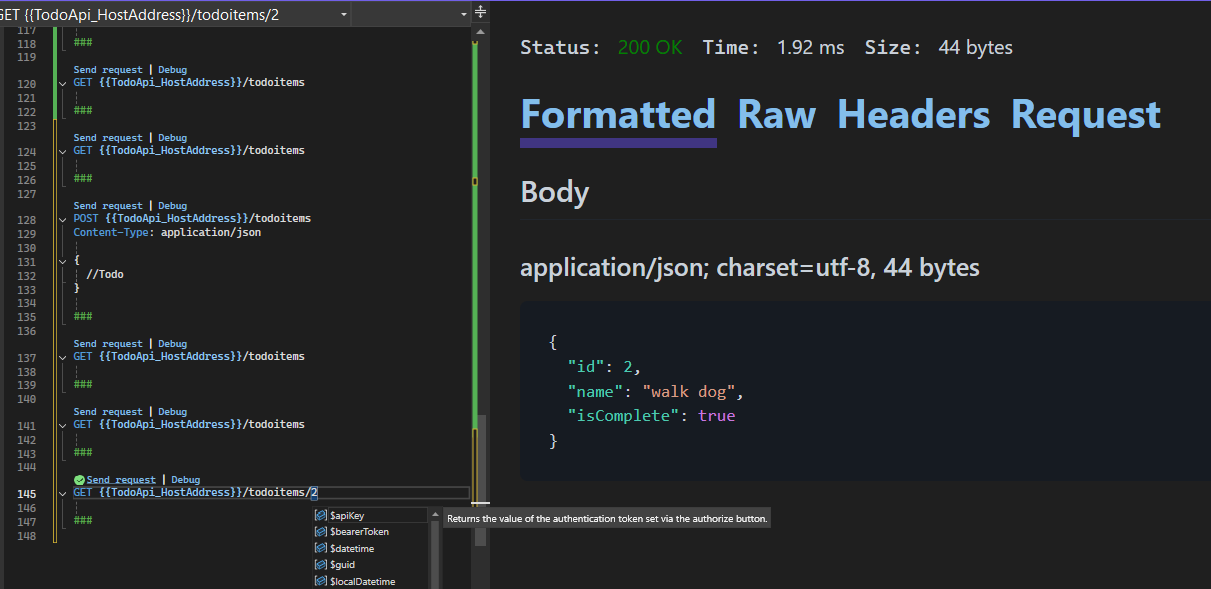 GET {{TodoApi_HostAddress}}/todoitems/2
117
118 ###
119
Send request | Debug
120 GET {{TodoApi_HostAddress}}/todoitems
121
122 ###
123
Send request | Debug
124 GET {{TodoApi_HostAddress}}/todoitems
125
126 ###
127
Send request | Debug
128 POST {{TodoApi_HostAddress}}/todoitems
129 Content-Type: application/json
130
131 {
132 //Todo
133 }
134
135 ###
136
Send request | Debug
137 GET {{TodoApi_HostAddress}}/todoitems
138
139 ###
140
Send request | Debug
141 GET {{TodoApi_HostAddress}}/todoitems
142
143 ###
144
Send request | Debug
145 GET {{TodoApi_HostAddress}}/todoitems/2
146
147 ###
148
$apiKey
$bearerToken
$datetime
$guid
$localDatetime
Returns the value of the authentication token set via the authorize button.
Status: 200 OK Time: 1.92 ms Size: 44 bytes
Formatted Raw Headers Request
Body
application/json; charset=utf-8, 44 bytes
{
"id": 2,
"name": "walk dog",
"isComplete": true
}